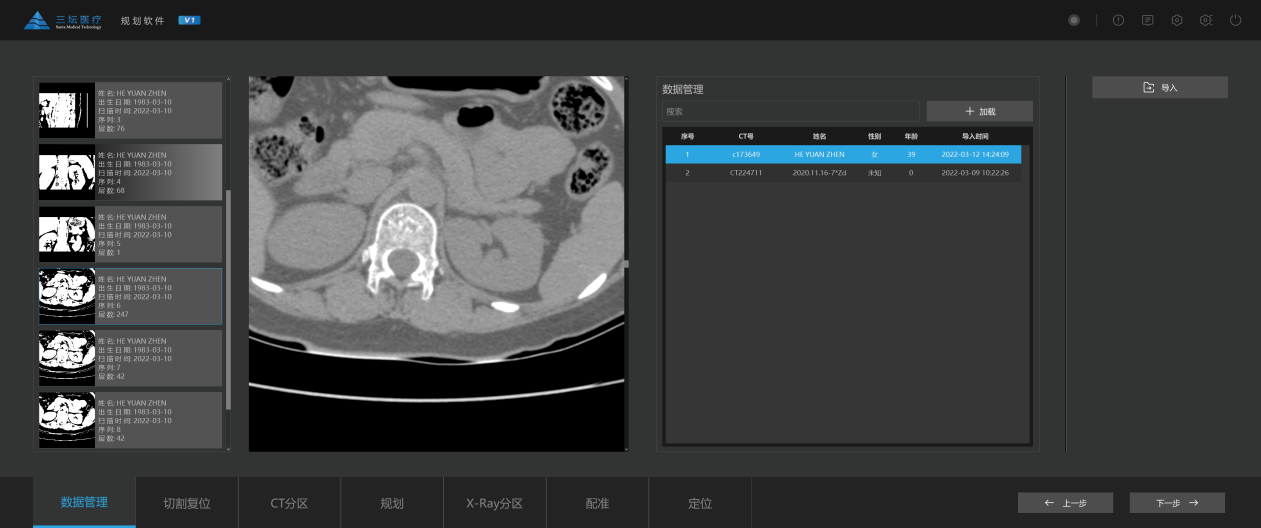 三坛医疗
Santa Medical Technology
规划软件
V1
姓名: HE YUAN ZHEN
出生日期: 1983-03-10
扫描时间: 2022-03-10
序列: 3
层数: 76
姓名: HE YUAN ZHEN
出生日期: 1983-03-10
扫描时间: 2022-03-10
序列: 4
层数: 68
姓名: HE YUAN ZHEN
出生日期: 1983-03-10
扫描时间: 2022-03-10
序列: 5
层数: 1
姓名: HE YUAN ZHEN
出生日期: 1983-03-10
扫描时间: 2022-03-10
序列: 6
层数: 247
姓名: HE YUAN ZHEN
出生日期: 1983-03-10
扫描时间: 2022-03-10
序列: 7
层数: 42
姓名: HE YUAN ZHEN
出生日期: 1983-03-10
扫描时间: 2022-03-10
序列: 8
层数: 42
数据管理
搜索
加载
序号 CT号 姓名 性别 年龄 导入时间
1 c173649 HE YUAN ZHEN 女 39 2022-03-12 14:24:09
2 CT224711 2020.11.16-7*Zd 未知 0 2022-03-09 10:22:26
导入
数据管理 切割复位 CT分区 规划 X-Ray分区 配准 定位
← 上一步
下一步 →